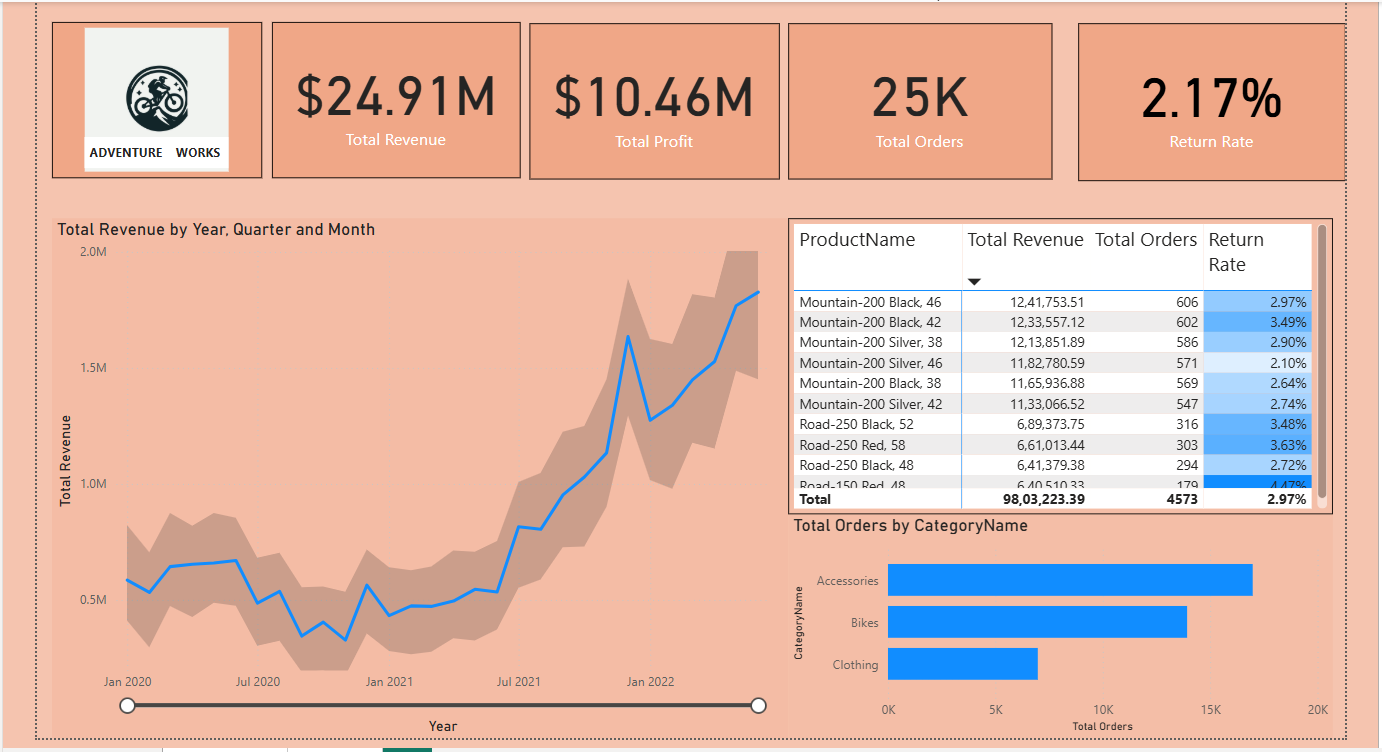 ADVENTURE WORKS
$24.91M
Total Revenue
$10.46M
Total Profit
25K
Total Orders
2.17%
Return Rate
Total Revenue by Year, Quarter and Month
2.0M
1.5M
1.0M
0.5M
Total Revenue
Jan 2020 Jul 2020 Jan 2021 Jul 2021 Jan 2022
Year
ProductName Total Revenue Total Orders Return
Rate
Mountain-200 Black, 46 12,41,753.51 606 2.97%
Mountain-200 Black, 42 12,33,557.12 602 3.49%
Mountain-200 Silver, 38 12,13,851.89 586 2.90%
Mountain-200 Silver, 46 11,82,780.59 571 2.10%
Mountain-200 Black, 38 11,65,936.88 569 2.64%
Mountain-200 Silver, 42 11,33,066.52 547 2.74%
Road-250 Black, 52 6,89,373.75 316 3.48%
Road-250 Red, 58 6,61,013.44 303 3.63%
Road-250 Black, 48 6,41,379.38 294 2.72%
Road-150 Red, 48 6,40,510.33 179 4.47%
Total 98,03,223.39 4573 2.97%
Total Orders by CategoryName
CategoryName
Accessories
Bikes
Clothing
0K 5K 10K 15K 20K
Total Orders